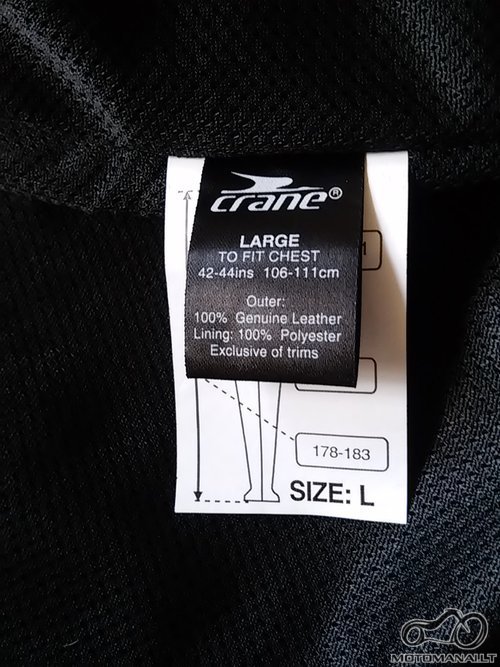 crane®
LARGE
TO FIT CHEST
42-44ins 106-111cm
Outer:
100% Genuine Leather
Lining: 100% Polyester
Exclusive of trims
178-183
SIZE: L
MOTOMANAI.LT